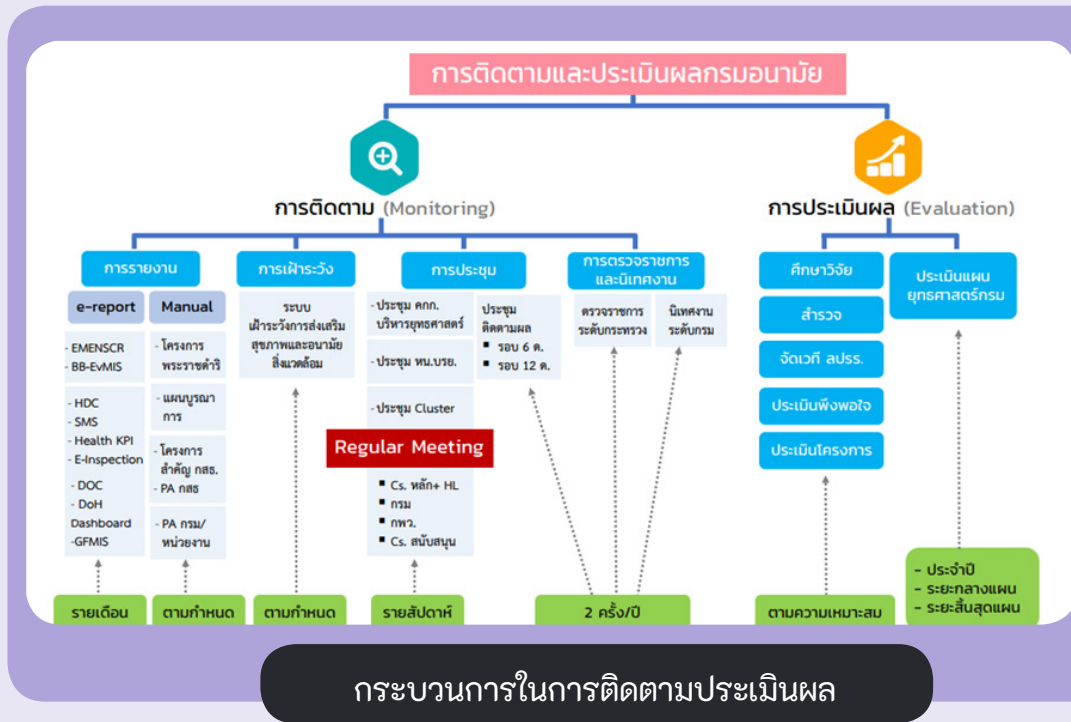 การติดตามและประเมินผลกรมอนามัย
การติดตาม (Monitoring)
การประเมินผล (Evaluation)
การรายงาน
e-report
- EMENSCR
- BB-EvMIS
- HDC
- SMS
- Health KPI
- E-Inspection
- DOC
- DoH
Dashboard
-GFMIS
รายเดือน
Manual
- โครงการ
พระราชดำริ
- แผนบูรณา
การ
- โครงการ
สำคัญ กสธ.
- PA กสธ
- PA กรม/
หน่วยงาน
ตามกำหนด
การเฝ้าระวัง
ระบบ
เฝ้าระวังการส่งเสริม
สุขภาพและอนามัย
สิ่งแวดล้อม
ตามกำหนด
การประชุม
- ประชุม คกก.
บริหารยุทธศาสตร์
- ประชุม หน.บรย.
- ประชุม Cluster
Regular Meeting
■ Cs. หลัก+ HL
■ กรม
■ กพว.
■ Cs. สนับสนุน
รายสัปดาห์
ประชุม
ติดตามผล
■ รอบ 6 ด.
■ รอบ 12 ด.
การตรวจราชการ
และนิเทศงาน
ตรวจราชการ
ระดับกระทรวง
นิเทศงาน
ระดับกรม
2 ครั้ง/ปี
ศึกษาวิจัย
สำรวจ
จัดเวที ลปรร.
ประเมินพึงพอใจ
ประเมินโครงการ
ตามความเหมาะสม
ประเมินแผน
ยุทธศาสตร์กรม
- ประจำปี
- ระยะกลางแผน
- ระยะสิ้นสุดแผน
กระบวนการในการติดตามประเมินผล